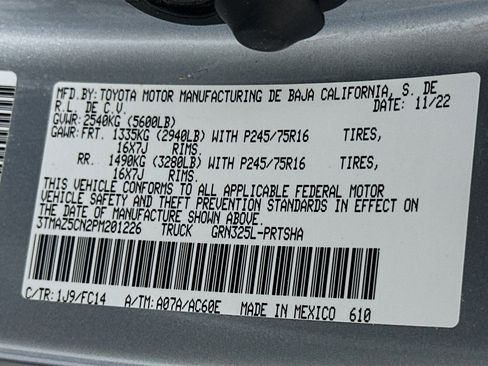 MFD.BY:TOYOTA MOTOR MANUFACTURING DE BAJA CALIFORNIA, S. DE
R.L. DE C.V. DATE: 11/22
GVWR: 2540KG (5600LB)
GAWR:FRT. 1335KG (2940LB) WITH P245/75R16 TIRES,
16X7J RIMS.
RR. 1490KG (3280LB) WITH P245/75R16 TIRES,
16X7J RIMS.
THIS VEHICLE CONFORMS TO ALL APPLICABLE FEDERAL MOTOR
VEHICLE SAFETY AND THEFT PREVENTION STANDARDS IN EFFECT ON
THE DATE OF MANUFACTURE SHOWN ABOVE.
3TMAZ5CN2PM201226 TRUCK GRN325L-PRTSHA
C/TR: 1J9/FC14 A/TM: A07A/AC60E MADE IN MEXICO 610